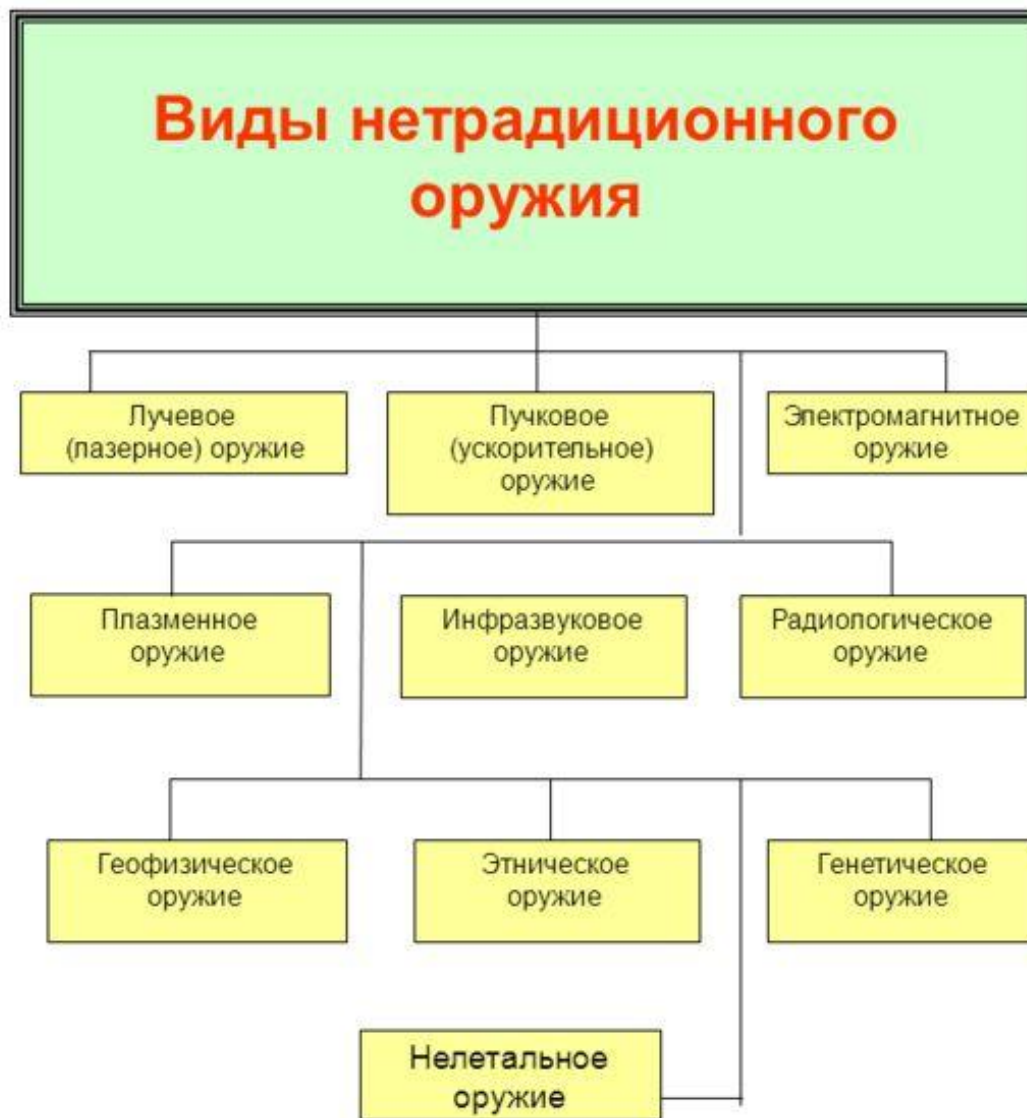 Виды нетрадиционного
оружия
Лучевое
(лазерное) оружие
Пучковое
(ускорительное)
оружие
Электромагнитное
оружие
Плазменное
оружие
Инфразвуковое
оружие
Радиологическое
оружие
Геофизическое
оружие
Этническое
оружие
Генетическое
оружие
Нелетальное
оружие